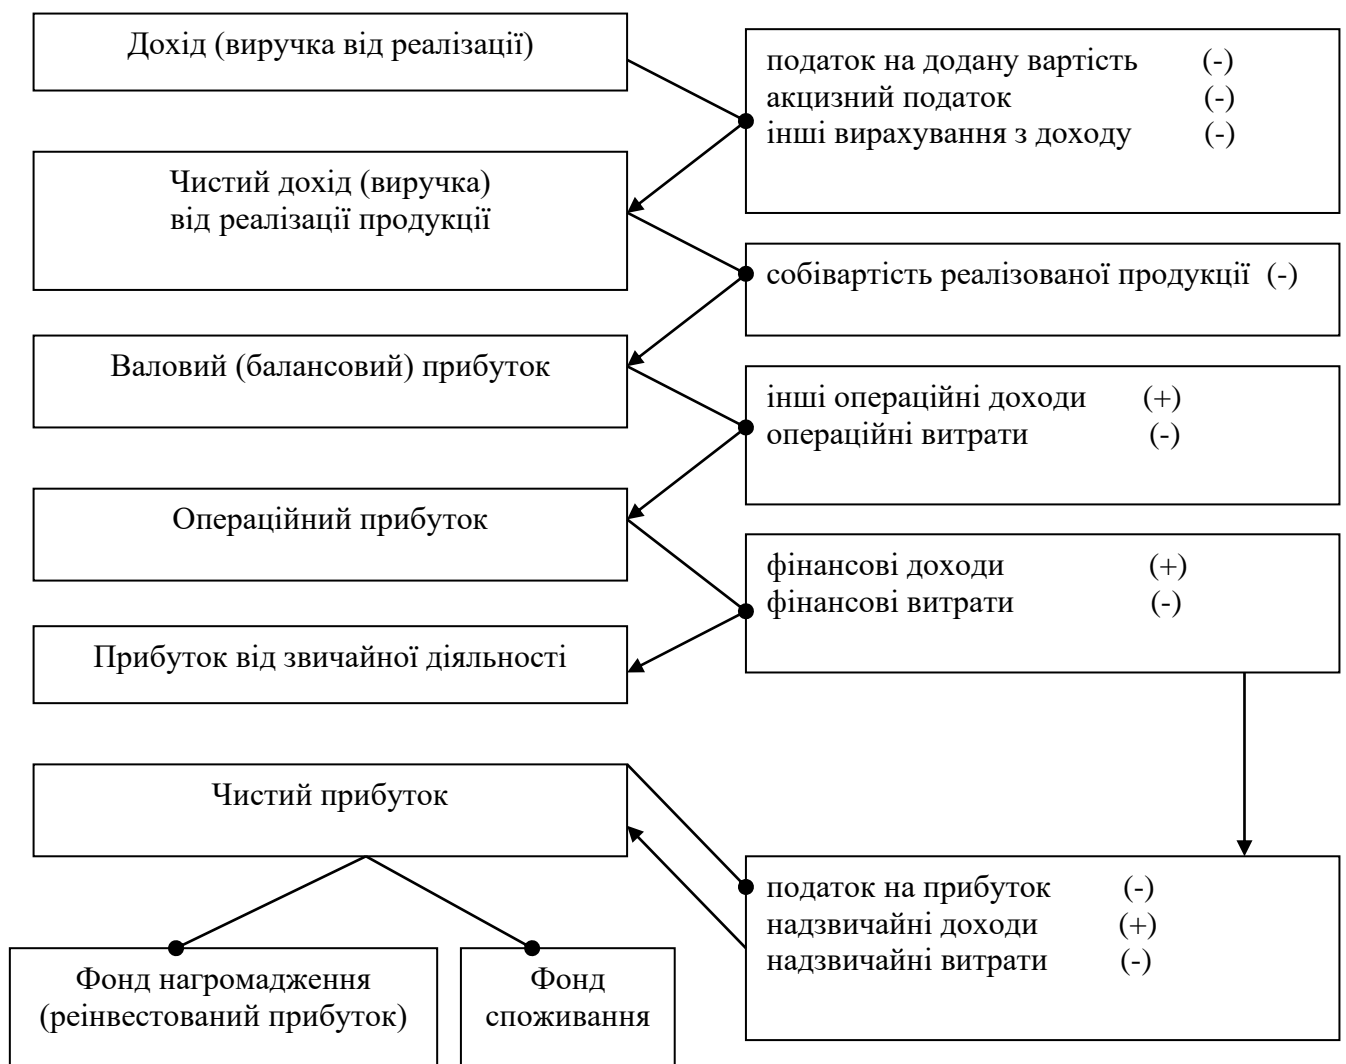 Дохід (виручка від реалізації)
податок на додану вартість (-)
акцизний податок (-)
інші вирахування з доходу (-)
Чистий дохід (виручка)
від реалізації продукції
собівартість реалізованої продукції (-)
Валовий (балансовий) прибуток
інші операційні доходи (+)
операційні витрати (-)
Операційний прибуток
фінансові доходи (+)
фінансові витрати (-)
Прибуток від звичайної діяльності
Чистий прибуток
податок на прибуток (-)
надзвичайні доходи (+)
надзвичайні витрати (-)
Фонд нагромадження
(реінвестований прибуток)
Фонд
споживання